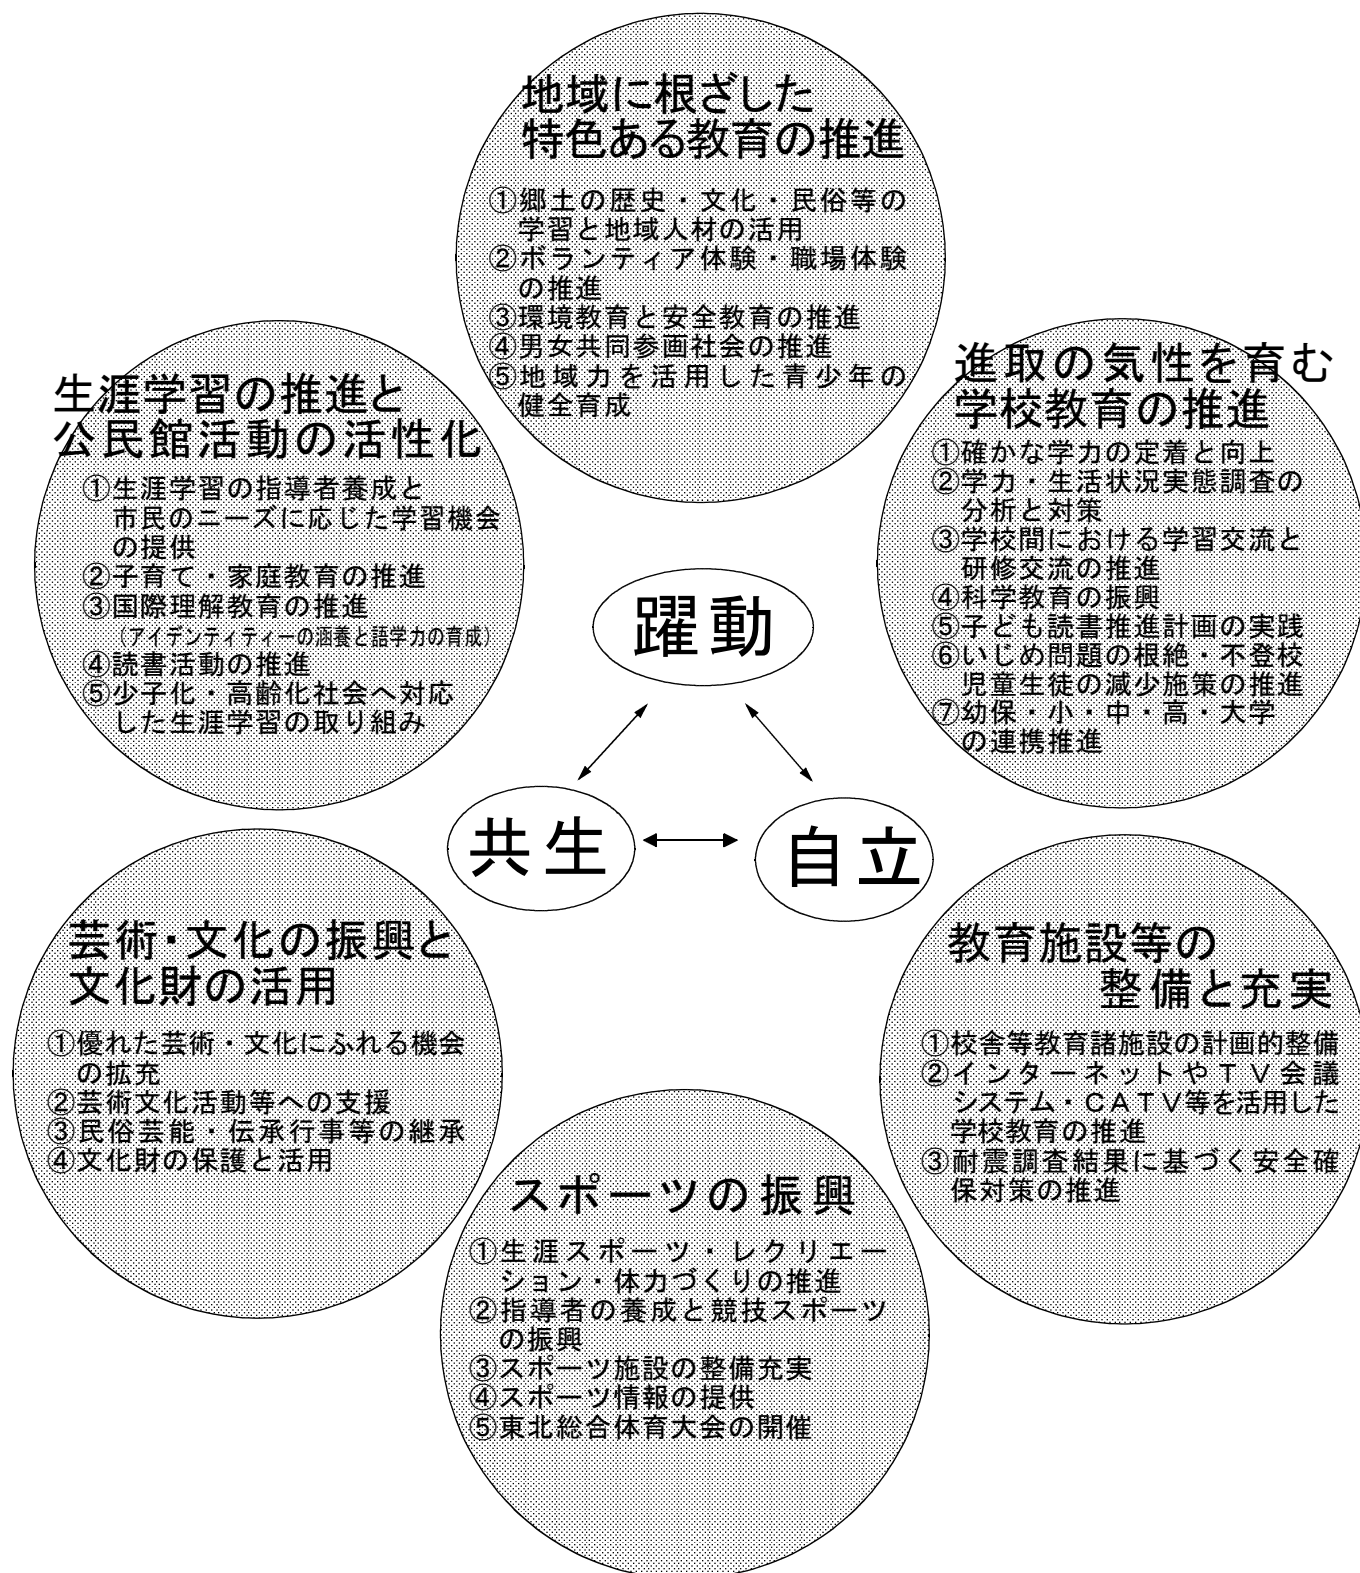 地域に根ざした
特色ある教育の推進
①郷土の歴史・文化・民俗等の
学習と地域人材の活用
②ボランティア体験・職場体験
の推進
③環境教育と安全教育の推進
④男女共同参画社会の推進
⑤地域力を活用した青少年の
健全育成
生涯学習の推進と
公民館活動の活性化
①生涯学習の指導者養成と
市民のニーズに応じた学習機会
の提供
②子育て・家庭教育の推進
③国際理解教育の推進
（アイデンティティーの涵養と語学力の育成）
④読書活動の推進
⑤少子化・高齢化社会へ対応
した生涯学習の取り組み
進取の気性を育む
学校教育の推進
①確かな学力の定着と向上
②学力・生活状況実態調査の
分析と対策
③学校間における学習交流と
研修交流の推進
④科学教育の振興
⑤子ども読書推進計画の実践
⑥いじめ問題の根絶・不登校
児童生徒の減少施策の推進
⑦幼保・小・中・高・大学
の連携推進
躍動
共生
自立
芸術・文化の振興と
文化財の活用
①優れた芸術・文化にふれる機会
の拡充
②芸術文化活動等への支援
③民俗芸能・伝承行事等の継承
④文化財の保護と活用
教育施設等の
整備と充実
①校舎等教育諸施設の計画的整備
②インターネットやＴＶ会議
システム・ＣＡＴＶ等を活用した
学校教育の推進
③耐震調査結果に基づく安全確
保対策の推進
スポーツの振興
①生涯スポーツ・レクリエー
ション・体力づくりの推進
②指導者の養成と競技スポーツ
の振興
③スポーツ施設の整備充実
④スポーツ情報の提供
⑤東北総合体育大会の開催